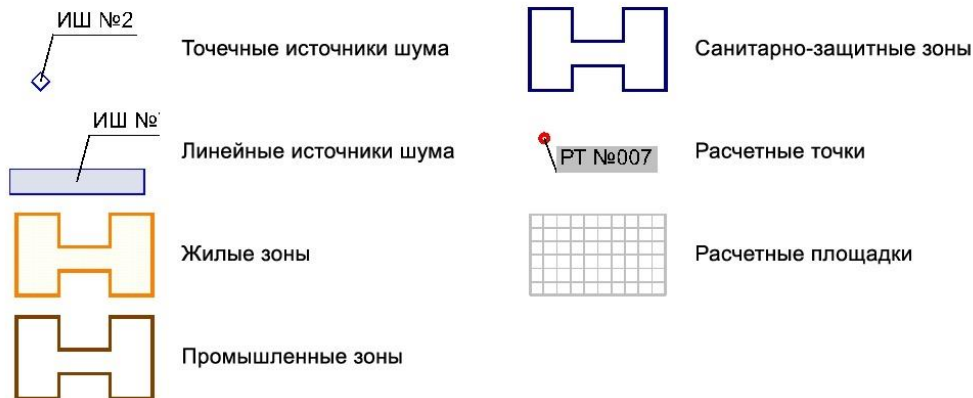 ИШ №2
Точечные источники шума
ИШ №
Линейные источники шума
Жилые зоны
Промышленные зоны
Санитарно-защитные зоны
РТ №007
Расчетные точки
Расчетные площадки